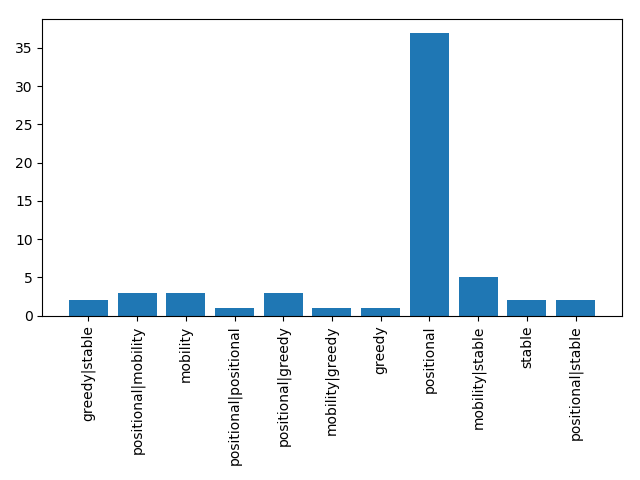 35
30
25
20
15
10
5
0
greedy|stable
positional|mobility
mobility
positional|positional
positional|greedy
mobility|greedy
greedy
positional
mobility|stable
stable
positional|stable